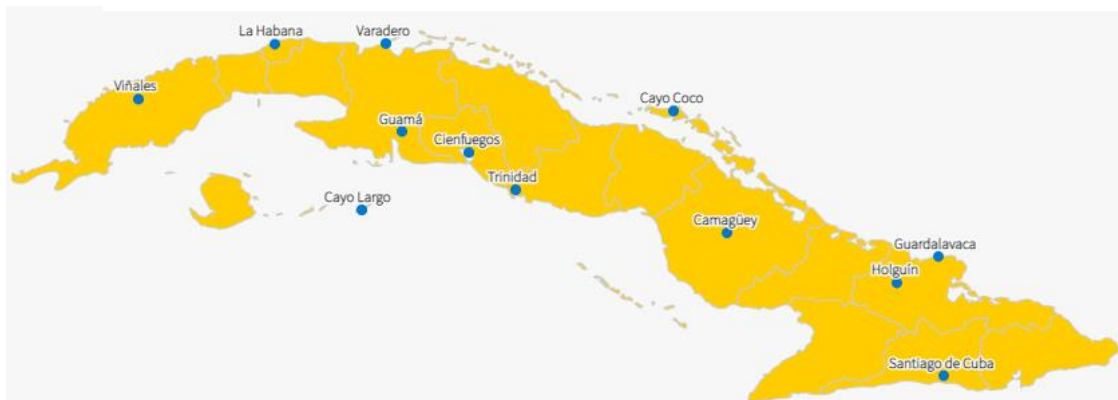 La Habana
Varadero
Viñales
Cayo Coco
Guamá
Cienfuegos
Trinidad
Cayo Largo
Camagüey
Guardalavaca
Holguín
Santiago de Cuba